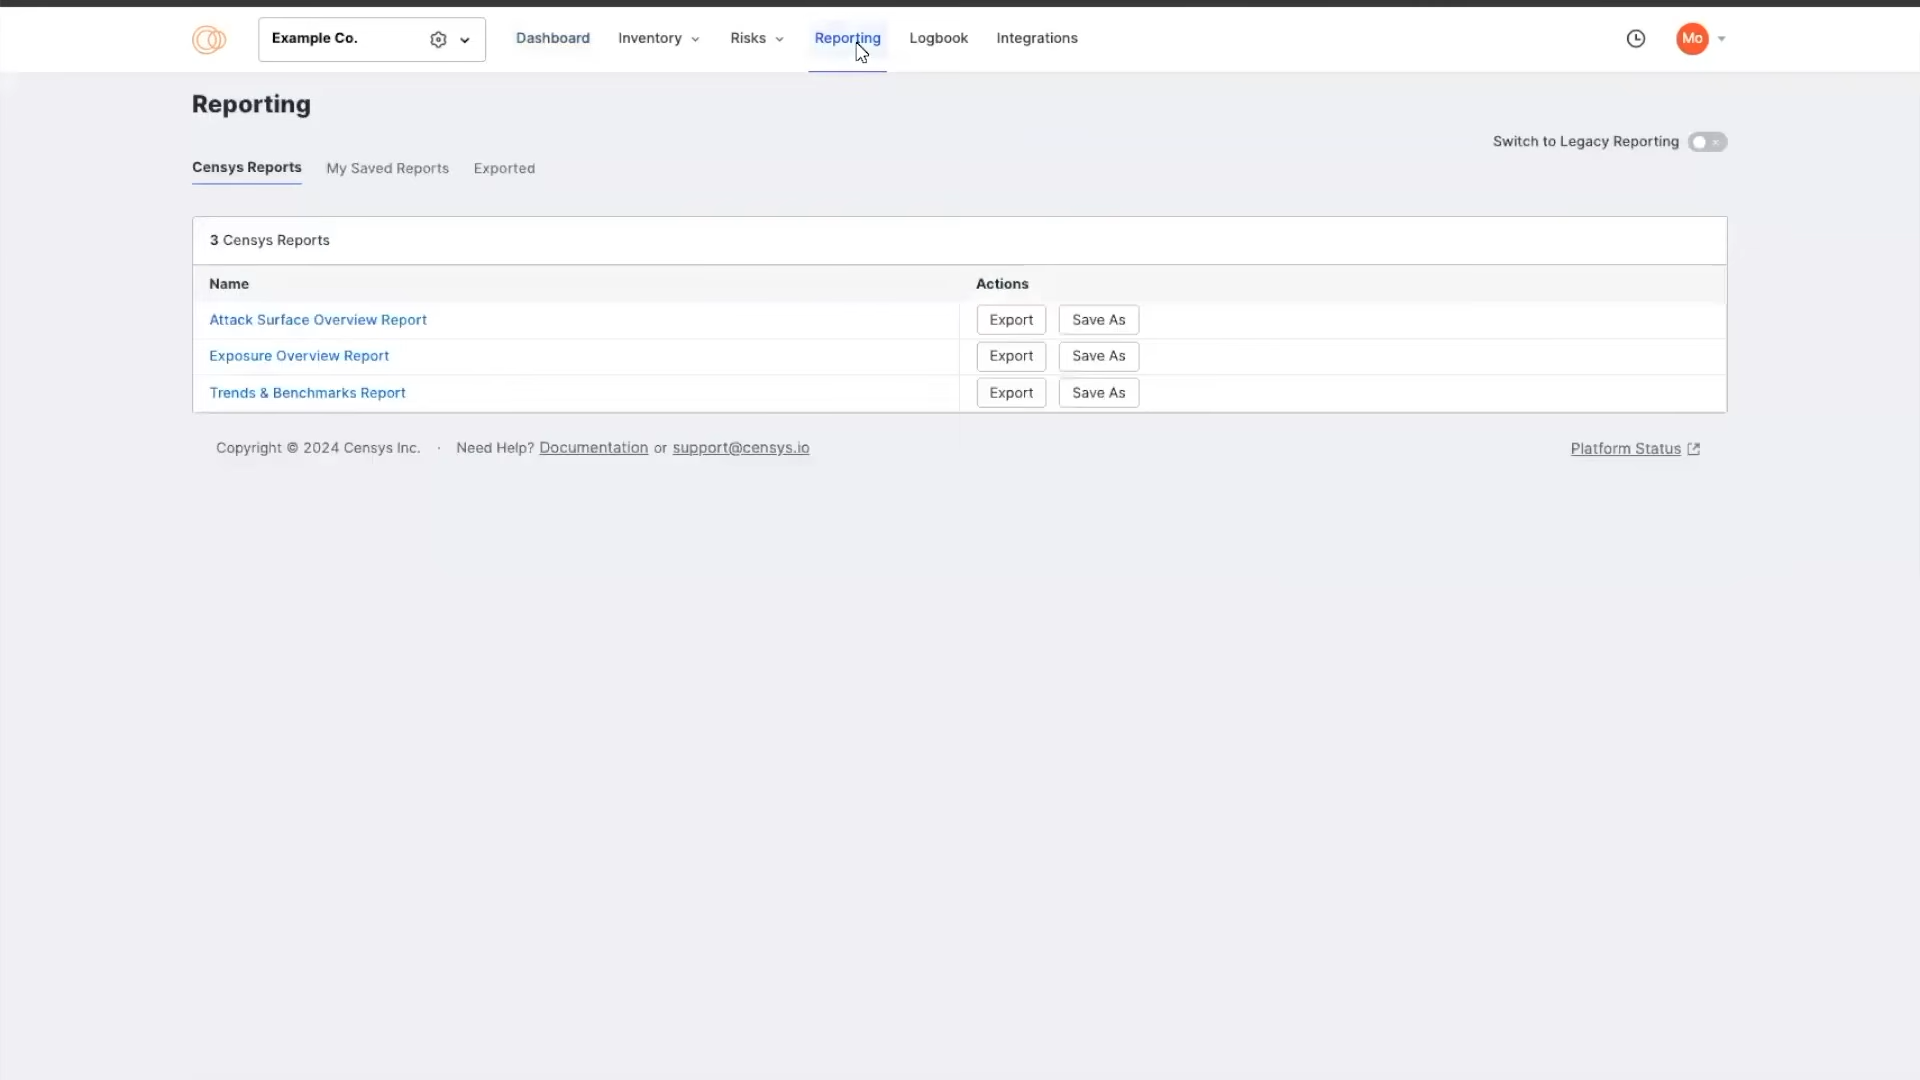 Example Co.
Dashboard Inventory Risks Reporting Logbook Integrations
Mo
Reporting
Switch to Legacy Reporting
Censys Reports My Saved Reports Exported
3 Censys Reports
Name Actions
Attack Surface Overview Report Export Save As
Exposure Overview Report Export Save As
Trends & Benchmarks Report Export Save As
Copyright © 2024 Censys Inc. · Need Help? Documentation or support@censys.io Platform Status